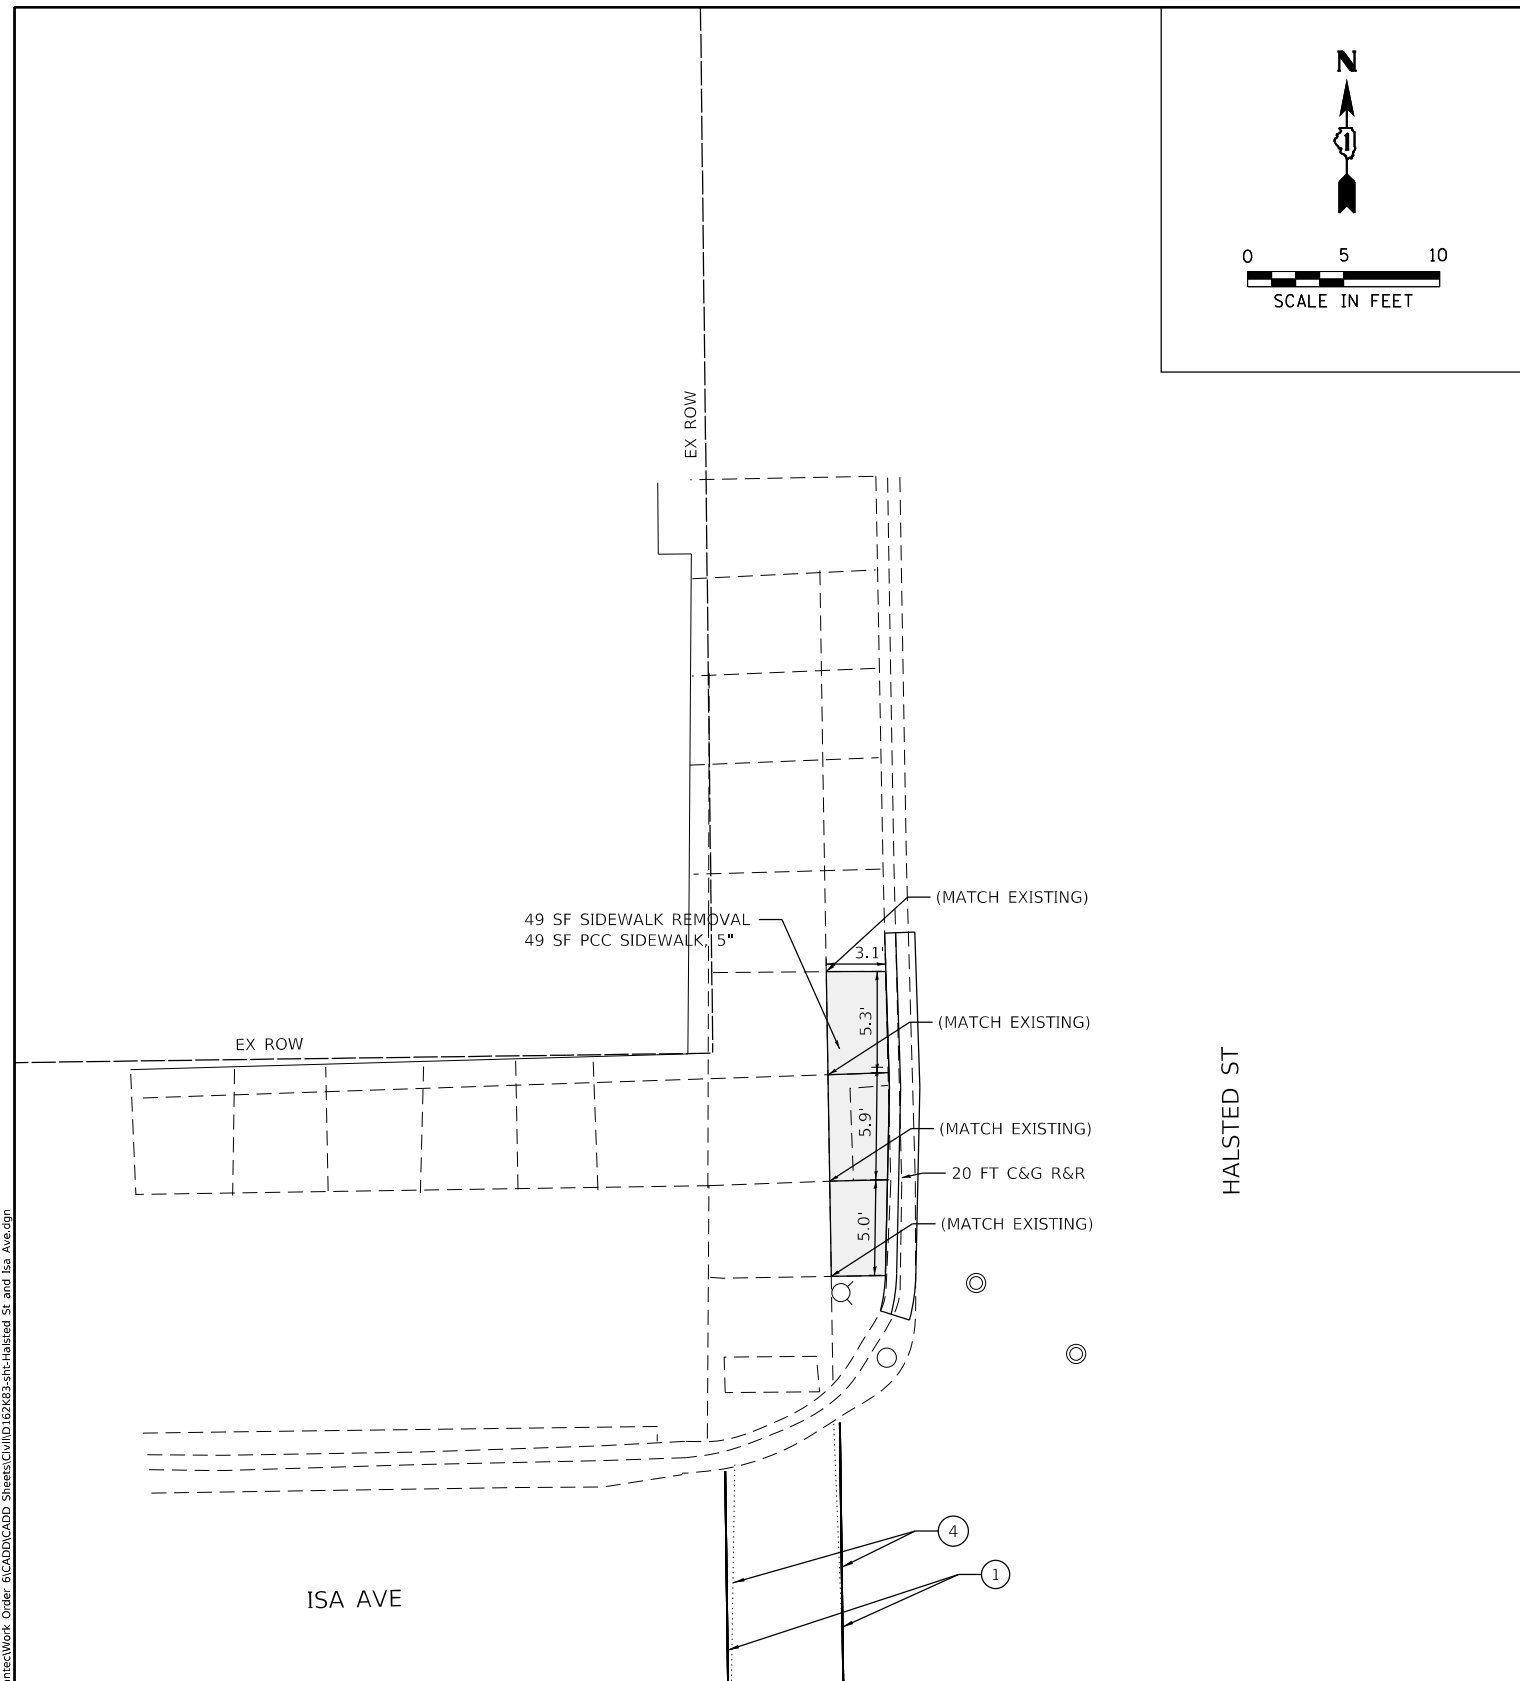 N
1
0 5 10
SCALE IN FEET
EX ROW
(MATCH EXISTING)
49 SF SIDEWALK REMOVAL
49 SF PCC SIDEWALK, 5"
3.1'
5.3'
(MATCH EXISTING)
EX ROW
5.9'
(MATCH EXISTING)
20 FT C&G R&R
5.0'
(MATCH EXISTING)
HALSTED ST
4
1
ISA AVE
ntec\Work Order 6\CADD\CADD Sheets\Civil\D162K83-sht-Halsted St and Isa Ave.dgn